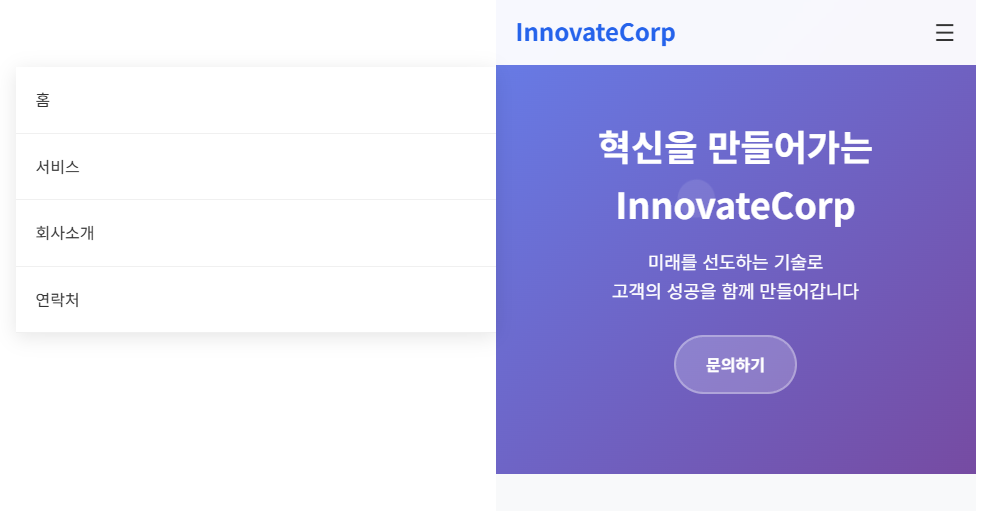 홈
서비스
회사소개
연락처
InnovateCorp
혁신을 만들어가는
InnovateCorp
미래를 선도하는 기술로
고객의 성공을 함께 만들어갑니다
문의하기